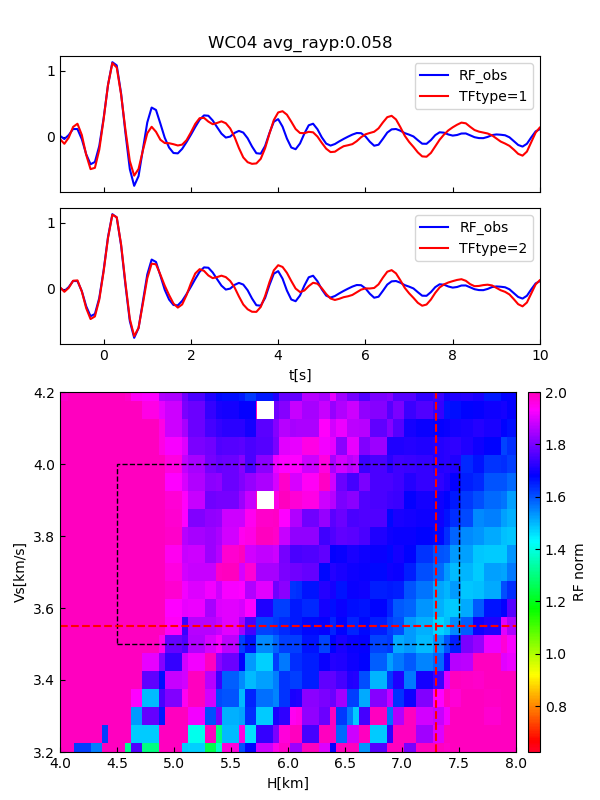 WC04 avg_rayp:0.058
1
0
RF_obs
TFtype=1
1
0
RF_obs
TFtype=2
0 2 4 6 8 10
t[s]
4.2
4.0
3.8
3.6
3.4
3.2
Vs[km/s]
4.0 4.5 5.0 5.5 6.0 6.5 7.0 7.5 8.0
H[km]
2.0
1.8
1.6
1.4
1.2
1.0
0.8
RF norm